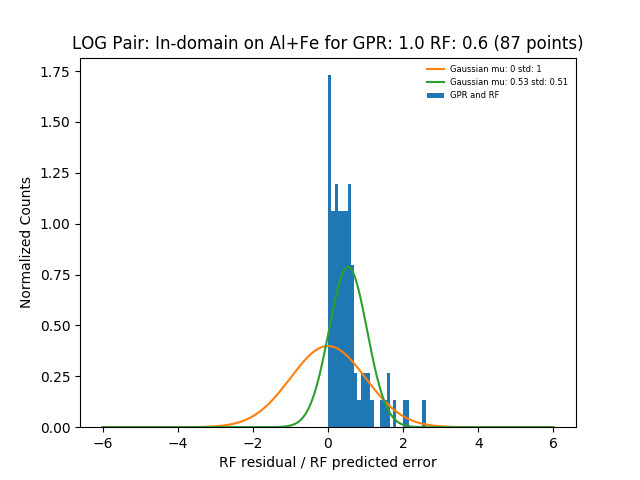 LOG Pair: In-domain on Al+Fe for GPR: 1.0 RF: 0.6 (87 points)
Gaussian mu: 0 std: 1
Gaussian mu: 0.53 std: 0.51
GPR and RF
Normalized Counts
1.75
1.50
1.25
1.00
0.75
0.50
0.25
0.00
−6 −4 −2 0 2 4 6
RF residual / RF predicted error